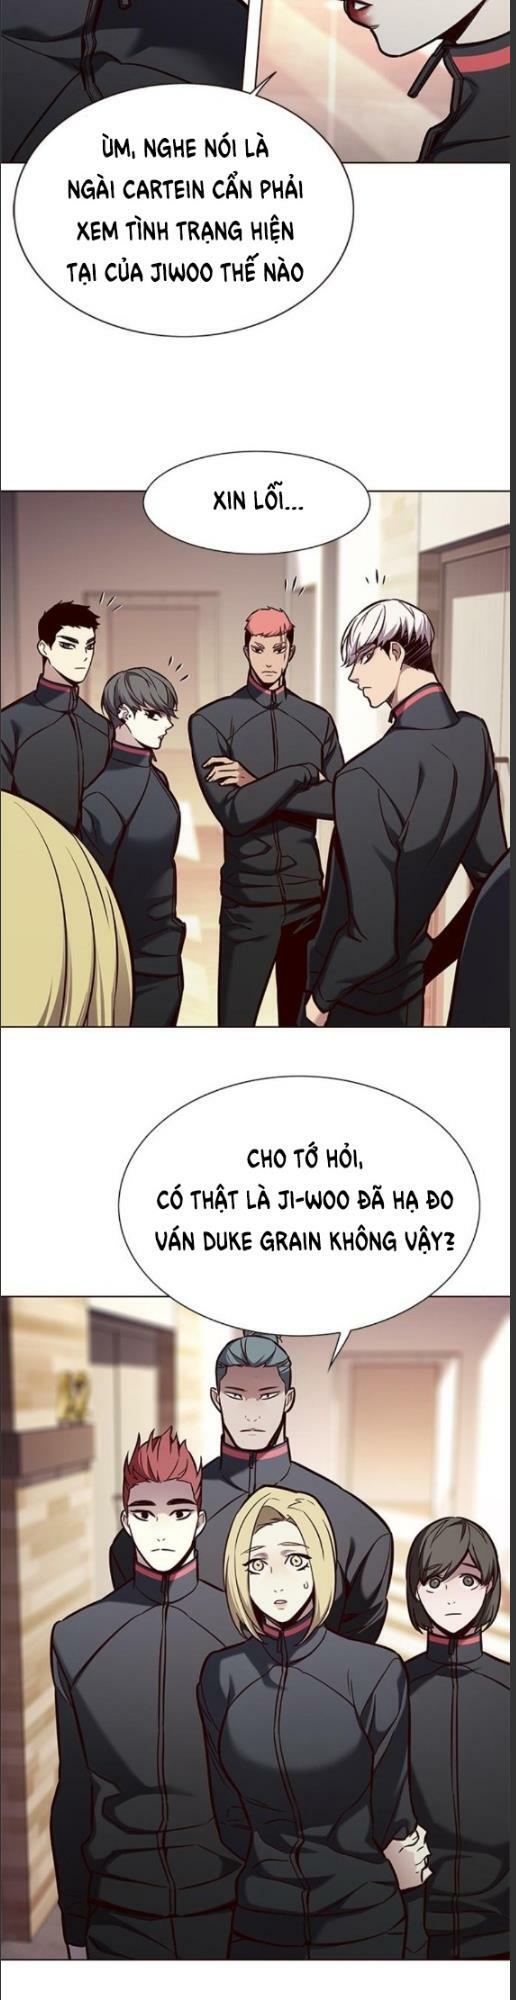 ÙM, NGHE NÓI LÀ
NGÀI CARTEIN CẨN PHẢI
XEM TÌNH TRẠNG HIỆN
TẠI CỦA JIWOO THẾ NÀO
XIN LỖI...
CHO TỚ HỎI,
CÓ THẬT LÀ JI-WOO ĐÃ HẠ ĐO
VÁN DUKE GRAIN KHÔNG VẬY?